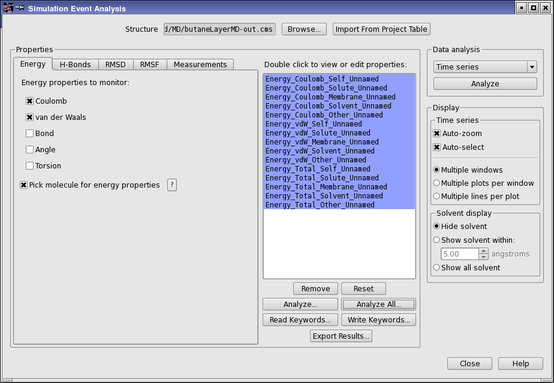 Simulation Event Analysis
Structure d/MD/butaneLayerMD-out.cms Browse... Import From Project Table
Properties
Energy H-Bonds RMSD RMSF Measurements
Energy properties to monitor:
Coulomb
van der Waals
Bond
Angle
Torsion
Pick molecule for energy properties ?
Double click to view or edit properties:
Energy_Coulomb_Self_Unnamed
Energy_Coulomb_Solute_Unnamed
Energy_Coulomb_Membrane_Unnamed
Energy_Coulomb_Solvent_Unnamed
Energy_Coulomb_Other_Unnamed
Energy_vdW_Self_Unnamed
Energy_vdW_Solute_Unnamed
Energy_vdW_Membrane_Unnamed
Energy_vdW_Solvent_Unnamed
Energy_vdW_Other_Unnamed
Energy_Total_Self_Unnamed
Energy_Total_Solute_Unnamed
Energy_Total_Membrane_Unnamed
Energy_Total_Solvent_Unnamed
Energy_Total_Other_Unnamed
Remove Reset
Analyze... Analyze All...
Read Keywords... Write Keywords...
Export Results...
Data analysis
Time series
Analyze
Display
Time series
Auto-zoom
Auto-select
Multiple windows
Multiple plots per window
Multiple lines per plot
Solvent display
Hide solvent
Show solvent within:
5.00 angstroms
Show all solvent
Close Help